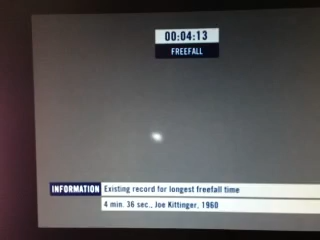 00:04:13
FREEFALL
INFORMATION Existing record for longest freefall time
4 min. 36 sec., Joe Kittinger, 1960